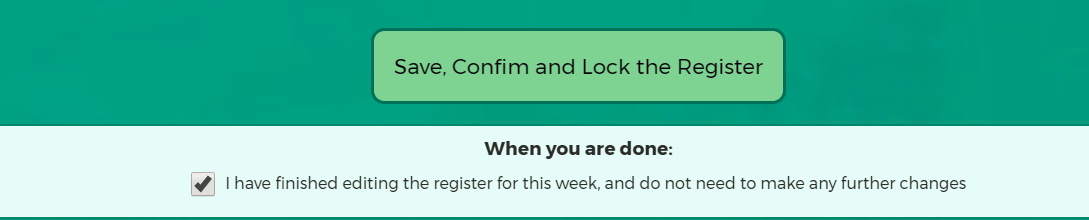 Save, Confim and Lock the Register
When you are done:
I have finished editing the register for this week, and do not need to make any further changes